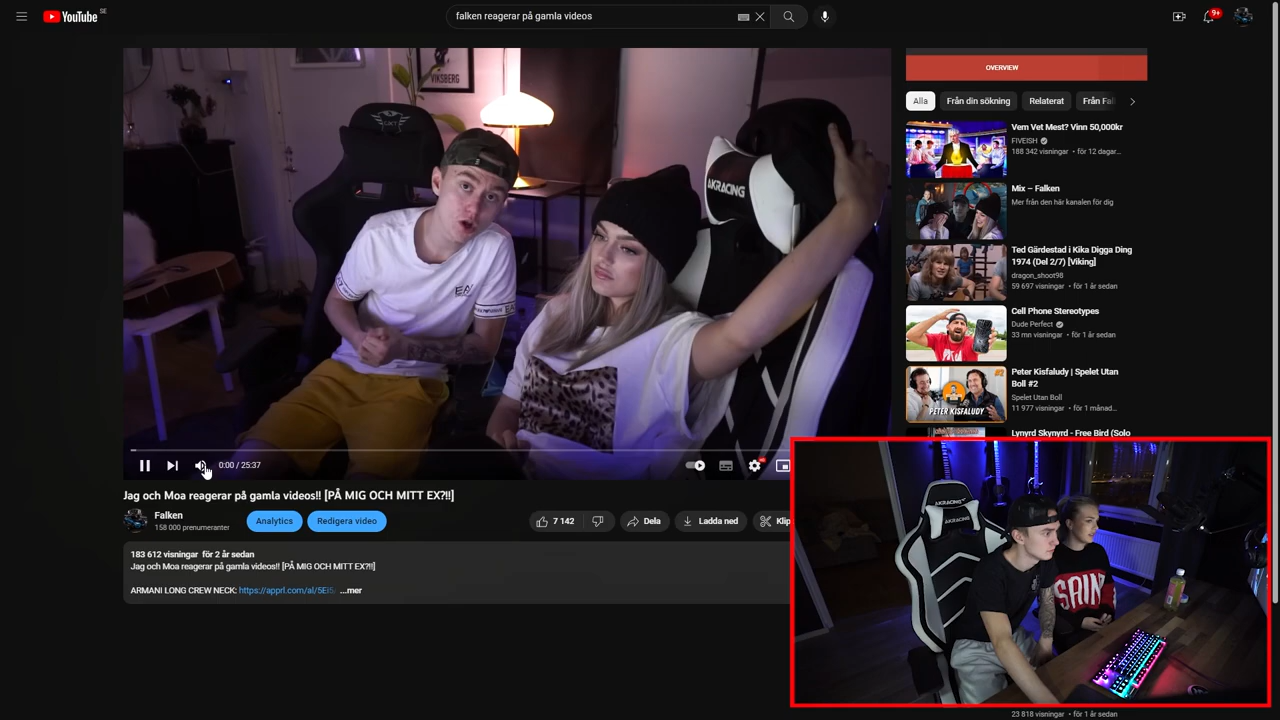 YouTube SE
falken reagerar på gamla videos
9+
VIKSBERG
AKRACING
EA
0:00 / 25:37
Jag och Moa reagerar på gamla videos!! [PÅ MIG OCH MITT EX?!!]
Falken
158 000 prenumeranter
Analytics
Redigera video
7 142
Dela
Ladda ned
Klip
183 612 visningar för 2 år sedan
Jag och Moa reagerar på gamla videos!! [PÅ MIG OCH MITT EX?!!]
ARMANI LONG CREW NECK: https://apprl.com/al/5Ei5 ...mer
OVERVIEW
Alla
Från din sökning
Relaterat
Från Fal
Vem Vet Mest? Vinn 50,000kr
FIVEISH
188 342 visningar • för 12 dagar...
Mix – Falken
Mer från den här kanalen för dig
Ted Gärdestad i Kika Digga Ding
1974 (Del 2/7) [Viking]
dragon_shoot98
59 697 visningar • för 1 år sedan
Cell Phone Stereotypes
Dude Perfect
33 mn visningar • för 1 år sedan
#2
PETER KISFALUDY
Peter Kisfaludy | Spelet Utan
Boll #2
Spelet Utan Boll
11 977 visningar • för 1 månad...
Lynyrd Skynyrd - Free Bird (Solo
AKRACING
SAIN
23 818 visningar • för 1 år sedan